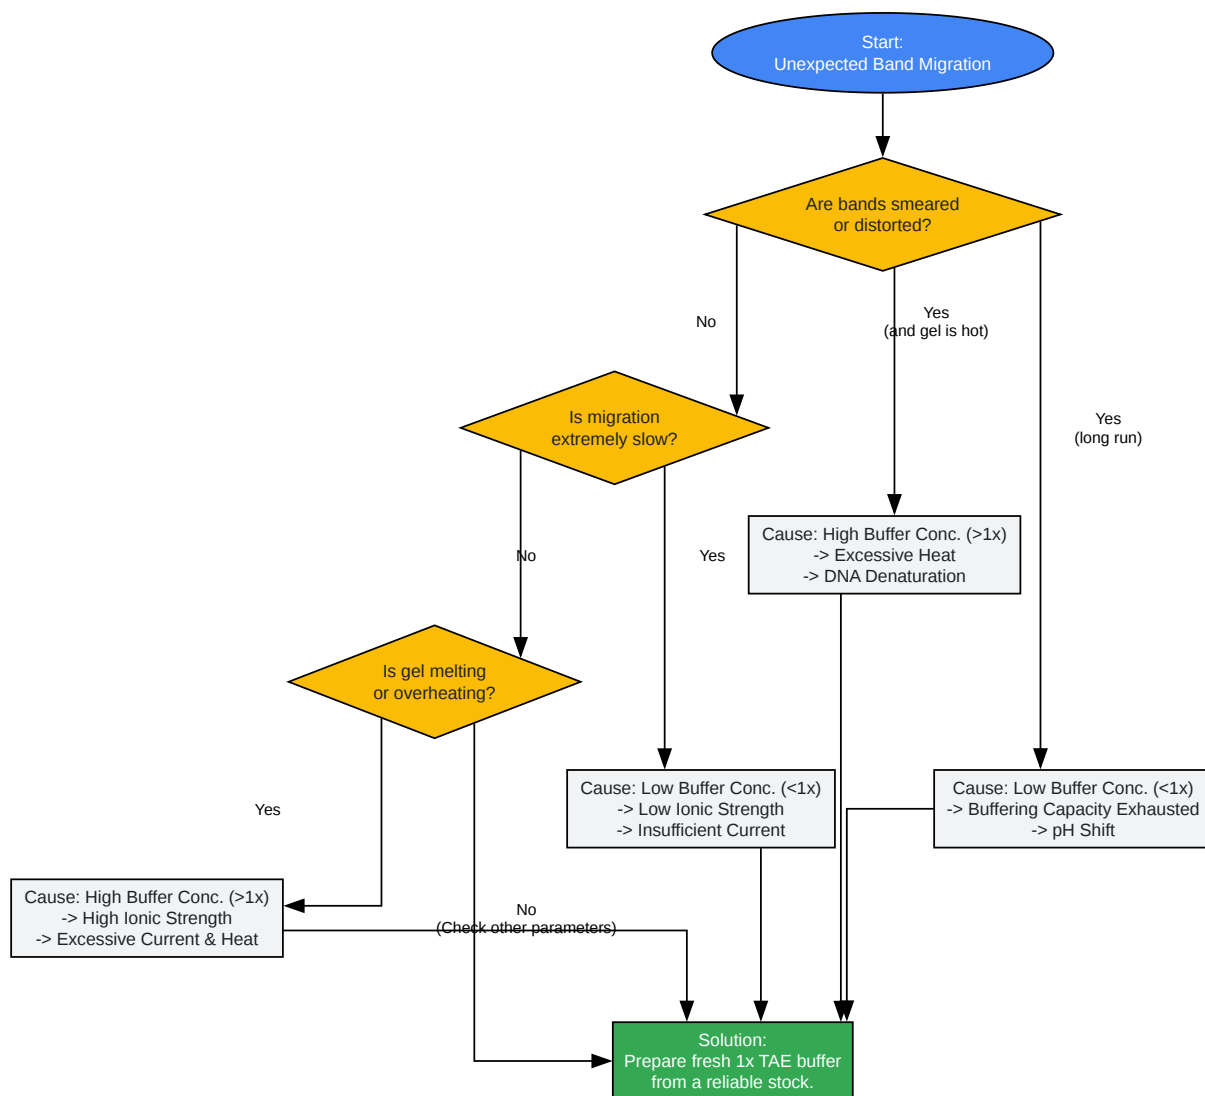 Start:
Unexpected Band Migration
Are bands smeared
or distorted?
No
Yes
(and gel is hot)
Yes
(long run)
Is migration
extremely slow?
No
Yes
Cause: High Buffer Conc. (>1x)
-> Excessive Heat
-> DNA Denaturation
Is gel melting
or overheating?
Yes
No
(Check other parameters)
Cause: Low Buffer Conc. (<1x)
-> Low Ionic Strength
-> Insufficient Current
Cause: Low Buffer Conc. (<1x)
-> Buffering Capacity Exhausted
-> pH Shift
Cause: High Buffer Conc. (>1x)
-> High Ionic Strength
-> Excessive Current & Heat
Solution:
Prepare fresh 1x TAE buffer
from a reliable stock.